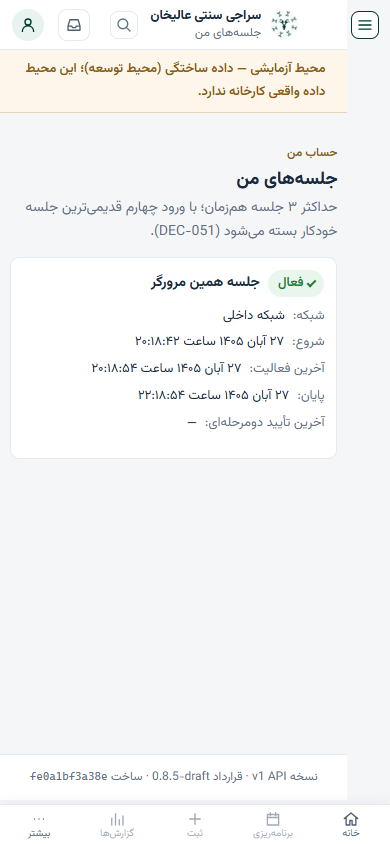 سراجی سنتی عالیخان
جلسه‌های من
محیط آزمایشی — داده ساختگی (محیط توسعه)؛ این محیط
داده واقعی کارخانه ندارد.
حساب من
جلسه‌های من
حداکثر ۳ جلسه هم‌زمان؛ با ورود چهارم قدیمی‌ترین جلسه
خودکار بسته می‌شود (DEC-051).
فعال
جلسه همین مرورگر
شبکه: شبکه داخلی
شروع: ۲۷ آبان ۱۴۰۵ ساعت ۲۰:۱۸:۴۲
آخرین فعالیت: ۲۷ آبان ۱۴۰۵ ساعت ۲۰:۱۸:۵۴
پایان: ۲۷ آبان ۱۴۰۵ ساعت ۲۲:۱۸:۵۴
آخرین تأیید دومرحله‌ای: —
نسخه v1 API · قرارداد 0.8.5-draft · ساخت fe0a1bf3a38e
خانه
برنامه‌ریزی
ثبت
گزارش‌ها
بیشتر